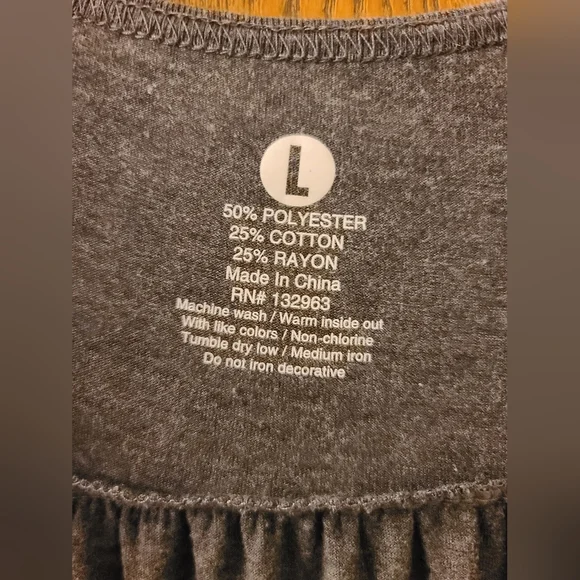 L
50% POLYESTER
25% COTTON
25% RAYON
Made In China
RN# 132963
Machine wash / Warm inside out
With like colors / Non-chlorine
Tumble dry low / Medium iron
Do not iron decorative